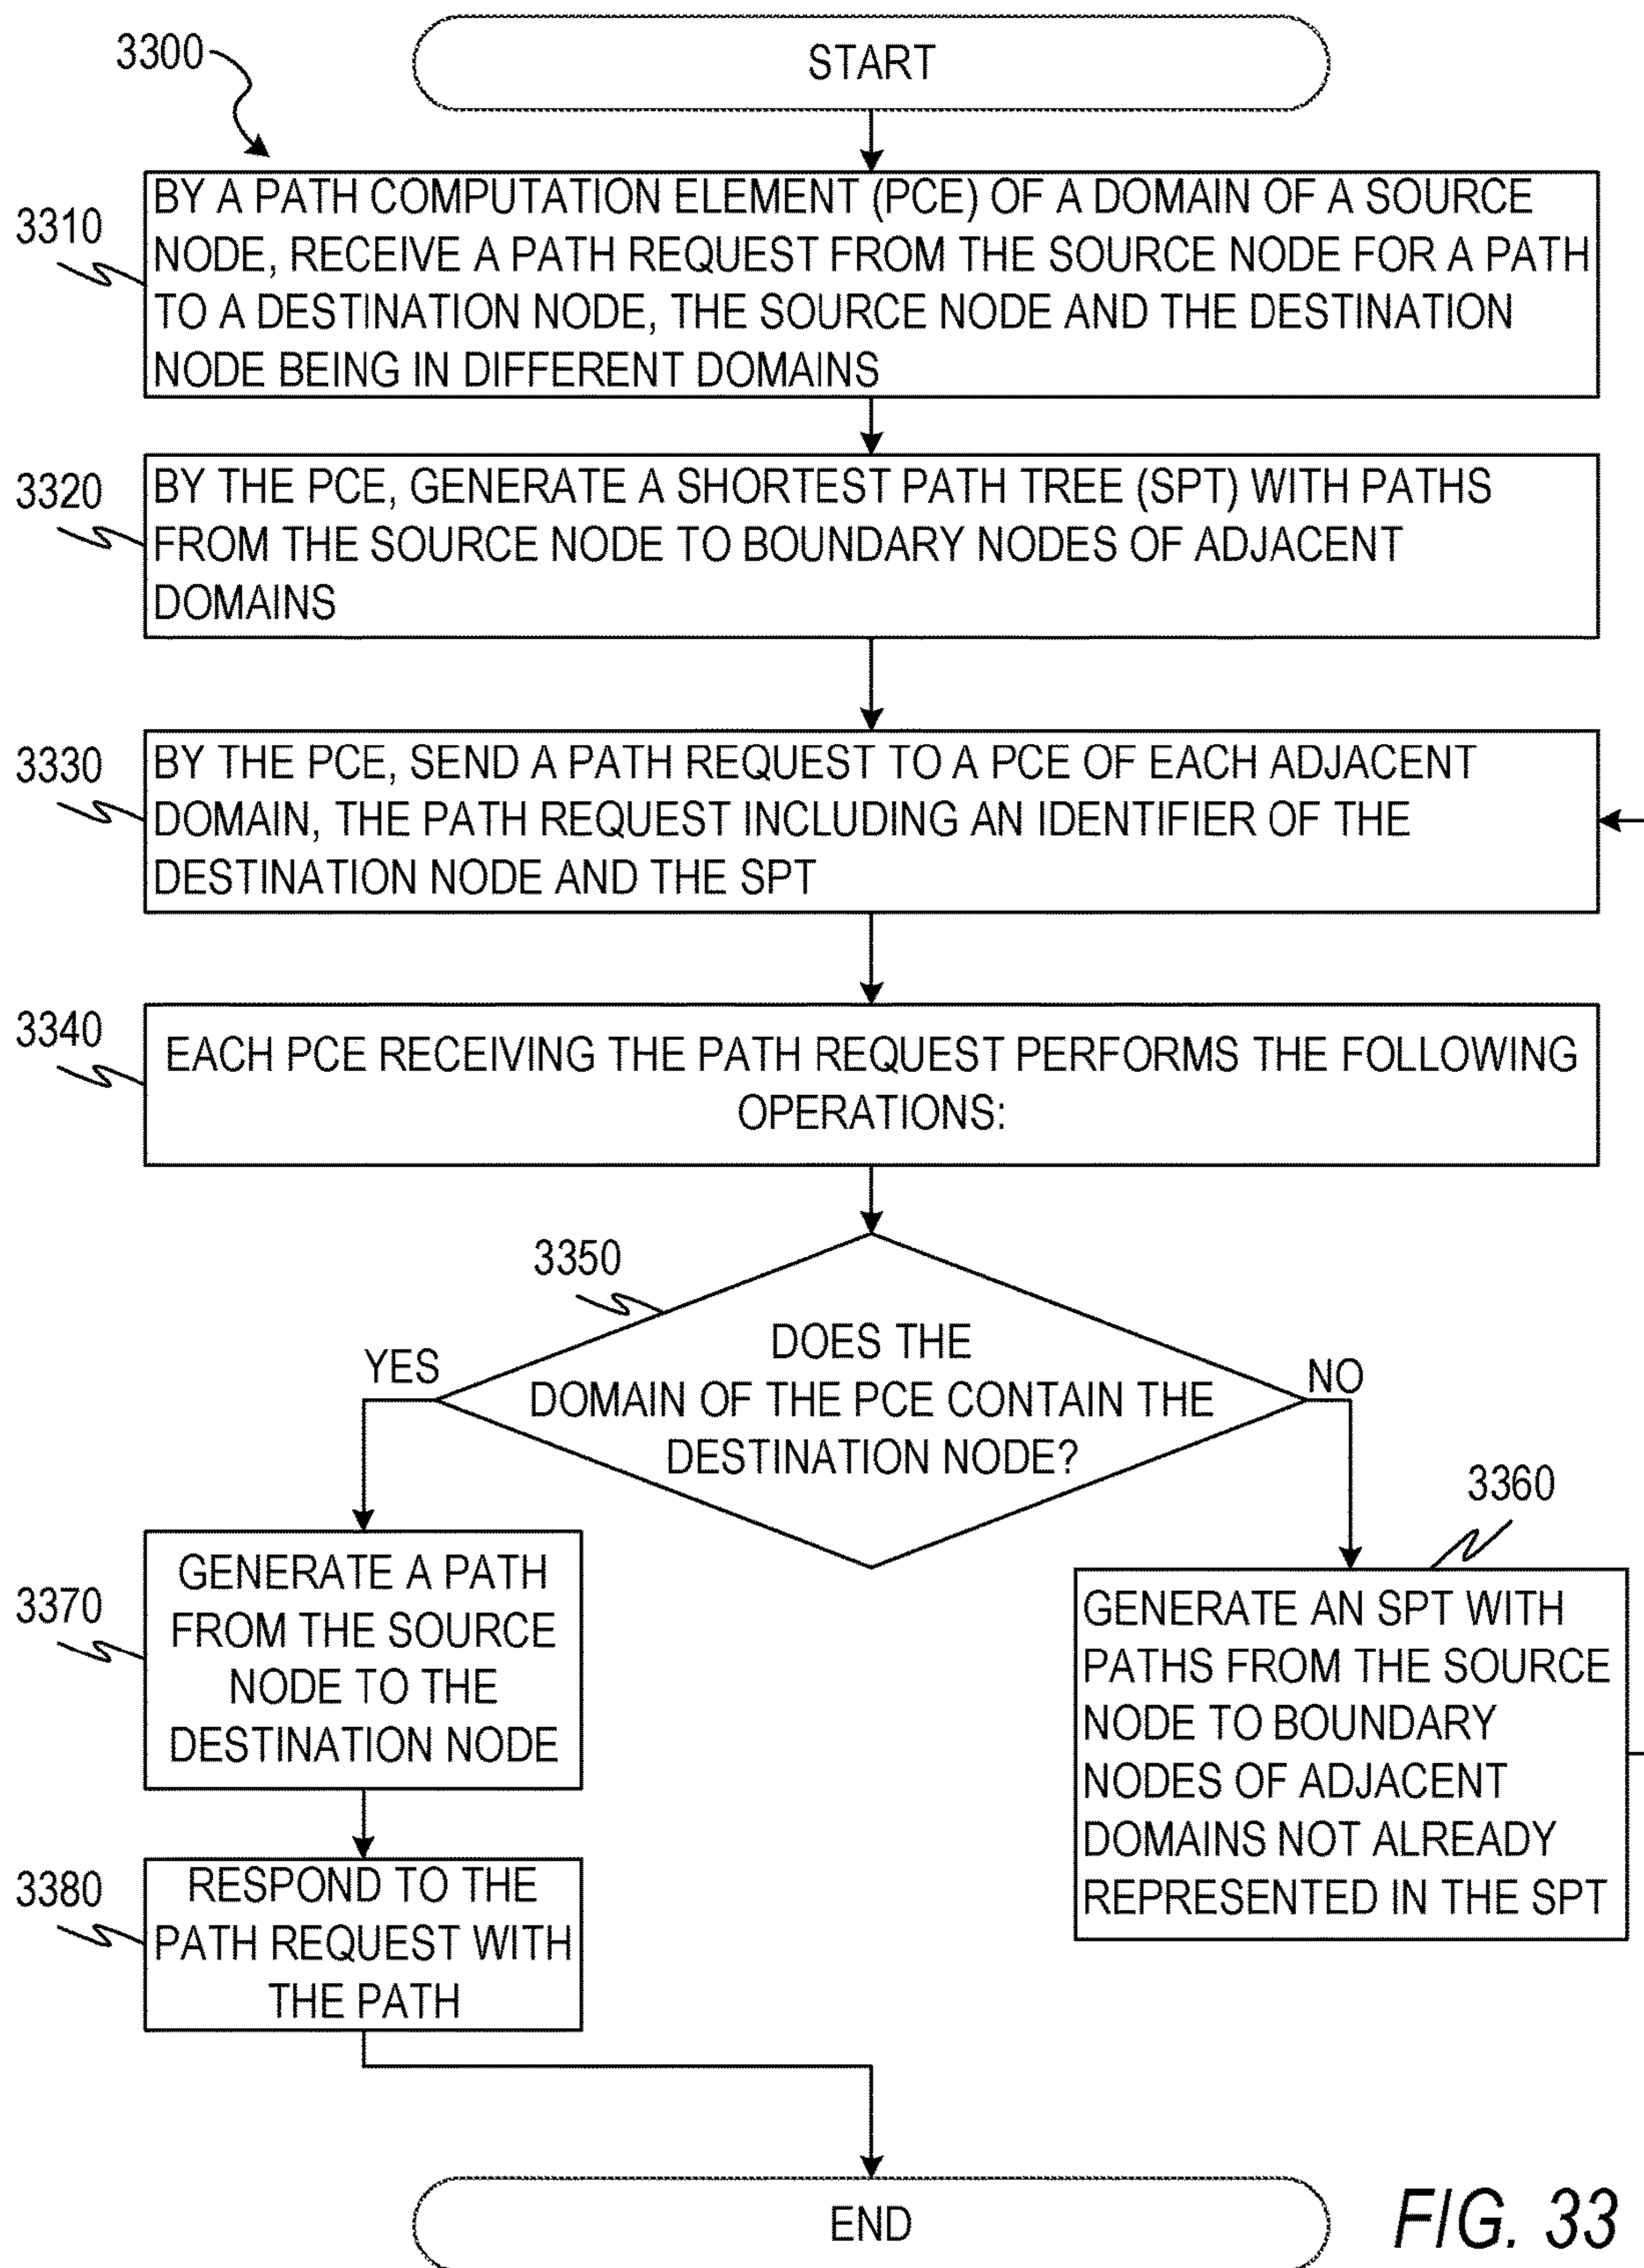 3300
START
3310
BY A PATH COMPUTATION ELEMENT (PCE) OF A DOMAIN OF A SOURCE
NODE, RECEIVE A PATH REQUEST FROM THE SOURCE NODE FOR A PATH
TO A DESTINATION NODE, THE SOURCE NODE AND THE DESTINATION
NODE BEING IN DIFFERENT DOMAINS
3320
BY THE PCE, GENERATE A SHORTEST PATH TREE (SPT) WITH PATHS
FROM THE SOURCE NODE TO BOUNDARY NODES OF ADJACENT
DOMAINS
3330
BY THE PCE, SEND A PATH REQUEST TO A PCE OF EACH ADJACENT
DOMAIN, THE PATH REQUEST INCLUDING AN IDENTIFIER OF THE
DESTINATION NODE AND THE SPT
3340
EACH PCE RECEIVING THE PATH REQUEST PERFORMS THE FOLLOWING
OPERATIONS:
3350
DOES THE
DOMAIN OF THE PCE CONTAIN THE
DESTINATION NODE?
YES
NO
3370
GENERATE A PATH
FROM THE SOURCE
NODE TO THE
DESTINATION NODE
3360
GENERATE AN SPT WITH
PATHS FROM THE SOURCE
NODE TO BOUNDARY
NODES OF ADJACENT
DOMAINS NOT ALREADY
REPRESENTED IN THE SPT
3380
RESPOND TO THE
PATH REQUEST WITH
THE PATH
END
FIG. 33